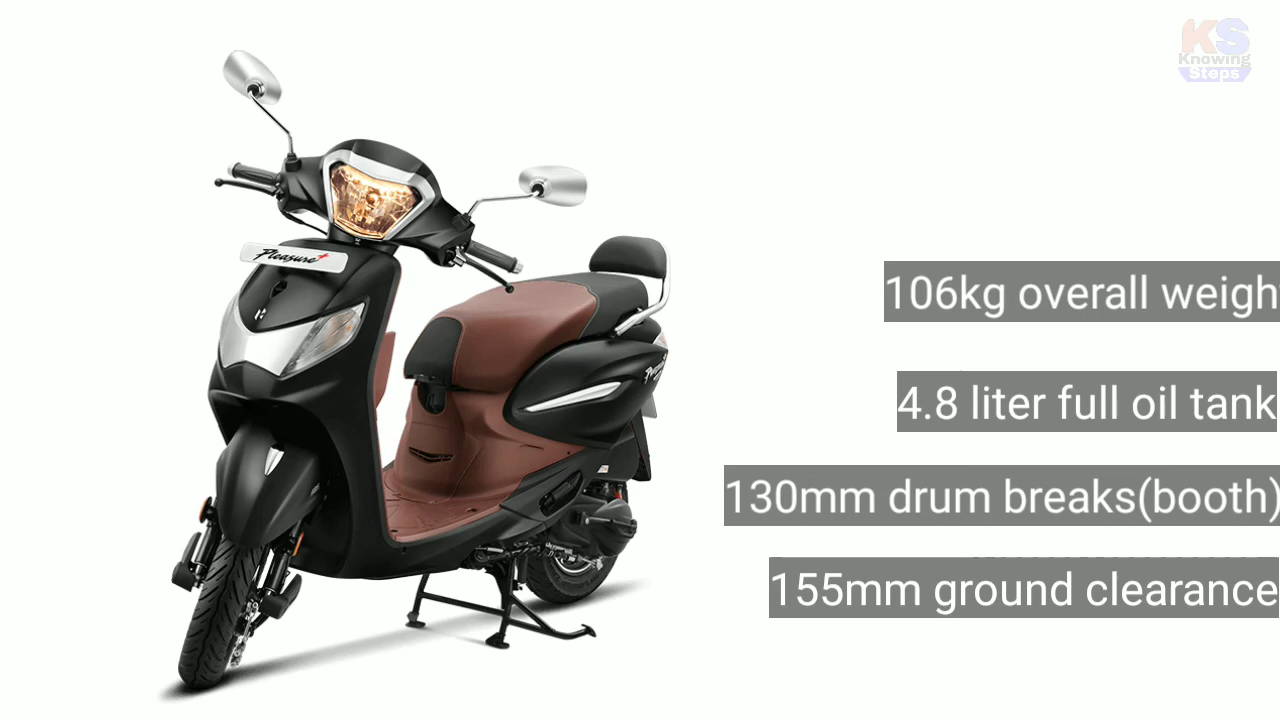 KS
Knowing
Steps
Pleasure+
106kg overall weigh
4.8 liter full oil tank
130mm drum breaks(booth)
155mm ground clearance